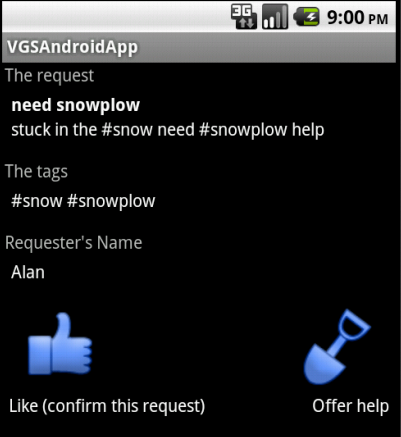 3G 9:00 PM
VGSAndroidApp
The request
need snowplow
stuck in the #snow need #snowplow help
The tags
#snow #snowplow
Requester's Name
Alan
Like (confirm this request) Offer help